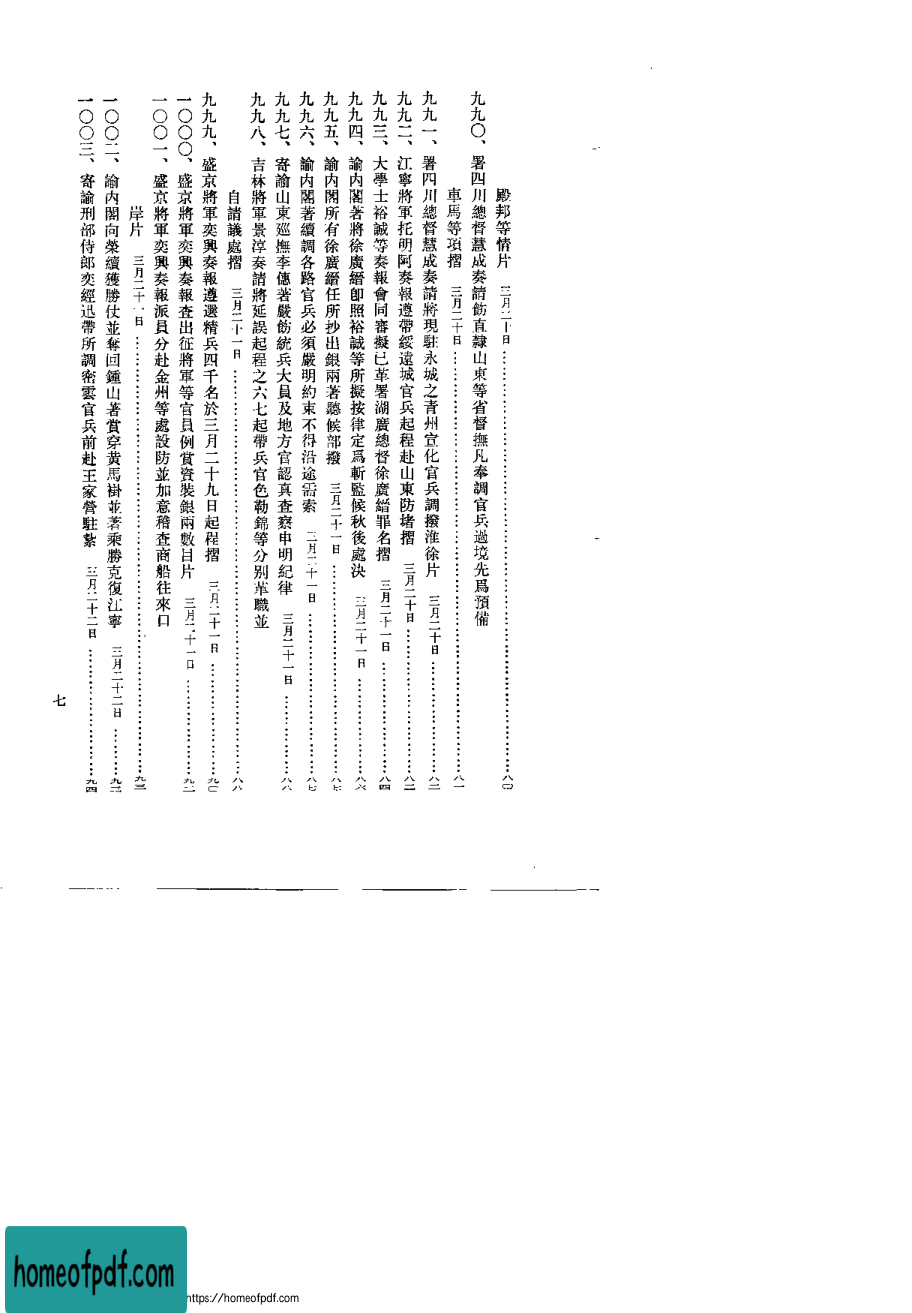 殿邦等情片　三月二十日……八〇
九九〇、署四川總督慧成奏請飭直隸山東等省督撫凡奉調官兵過境先爲預備
車馬等項摺　三月二十日……八一
九九一、署四川總督慧成奏請將現駐永城之青州宣化官兵調撥淮徐片　三月二十日……八二
九九二、江寧將軍托明阿奏報遵帶綏遠城官兵起程赴山東防堵摺　三月二十日……八三
九九三、大學士裕誠等奏報會同審擬已革署湖廣總督徐廣縉罪名摺　三月二十一日……八四
九九四、諭內閣著將徐廣縉卽照裕誠等所擬按律定爲斬監候秋後處決　三月二十一日……八六
九九五、諭內閣所有徐廣縉任所抄出銀兩著聽候部撥　三月二十一日……八七
九九六、諭內閣著續調各路官兵必須嚴明約束不得沿途需索　三月二十一日……八七
九九七、寄諭山東巡撫李僡著嚴飭統兵大員及地方官認真查察申明紀律　三月二十一日……八八
九九八、吉林將軍景淳奏請將延誤起程之六七起帶兵官色勒錦等分別革職並
自請議處摺　三月二十一日……八八
九九九、盛京將軍奕興奏報遵選精兵四千名於三月二十九日起程摺　三月二十一日……九〇
一〇〇〇、盛京將軍奕興奏報查出征將軍等官員例賞資裝銀兩數目片　三月二十一日……九二
一〇〇一、盛京將軍奕興奏報派員分赴金州等處設防並加意稽查商船往來口
岸片　三月二十一日……九三
一〇〇二、諭內閣向榮續獲勝仗並奪回鍾山著賞穿黃馬褂並著乘勝克復江寧　三月二十二日……九三
一〇〇三、寄諭刑部侍郎奕經迅帶所調密雲官兵前赴王家營駐紮　三月二十二日……九四
七
homeofpdf.com
https://homeofpdf.com